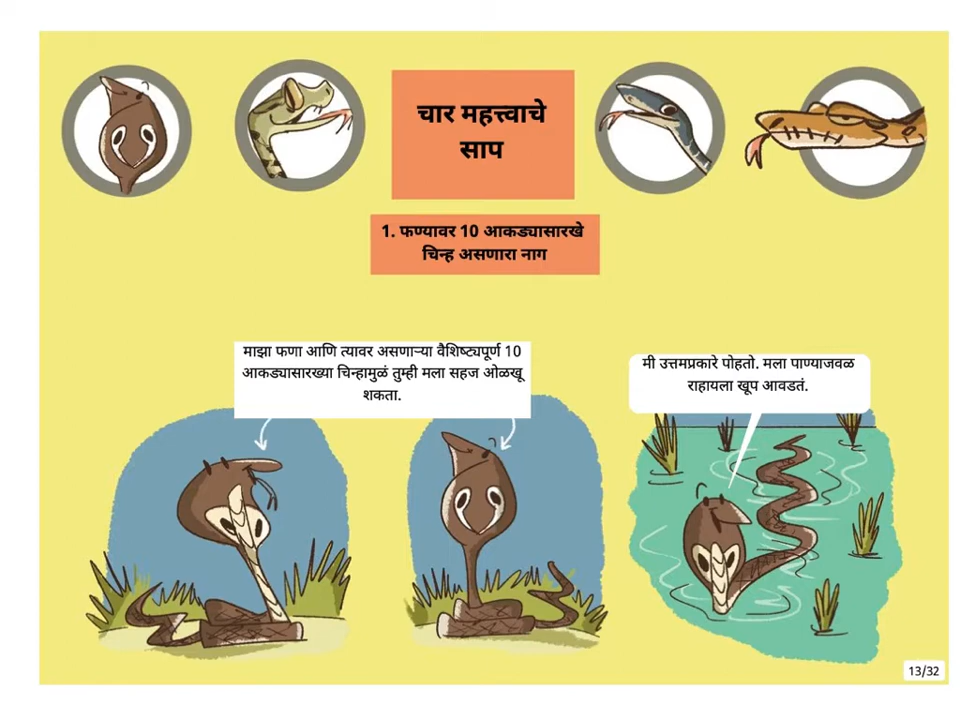 चार महत्त्वाचे
साप
1. फण्यावर 10 आकड्यासारखे
चिन्ह असणारा नाग
माझा फणा आणि त्यावर असणाऱ्या वैशिष्ट्यपूर्ण 10
आकड्यासारख्या चिन्हामुळं तुम्ही मला सहज ओळखू
शकता.
मी उत्तमप्रकारे पोहतो. मला पाण्याजवळ
राहायला खूप आवडतं.
13/32